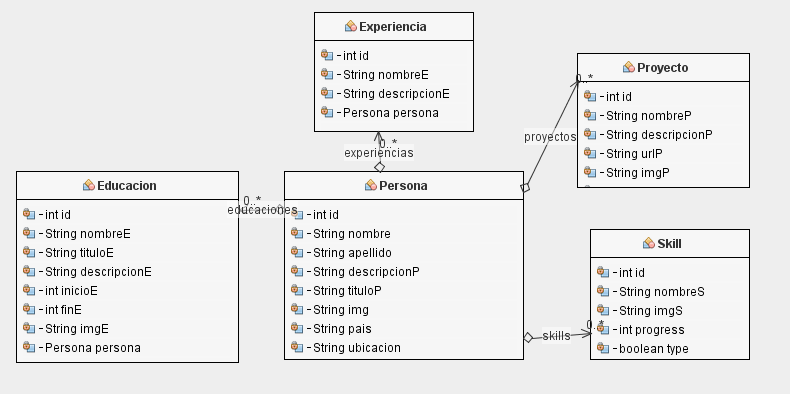 Experiencia
-int id
-String nombreE
-String descripcionE
-Persona persona
0..*
experiencias
Proyecto
-int id
-String nombreP
-String descripcionP
-String urlP
-String imgP
0..*
proyectos
Educacion
-int id
-String nombreE
-String tituloE
-String descripcionE
-int inicioE
-int finE
-String imgE
-Persona persona
0..*
educaciones
Persona
-int id
-String nombre
-String apellido
-String descripcionP
-String tituloP
-String img
-String pais
-String ubicacion
Skill
-int id
-String nombreS
-String imgS
-int progress
-boolean type
0..*
skills